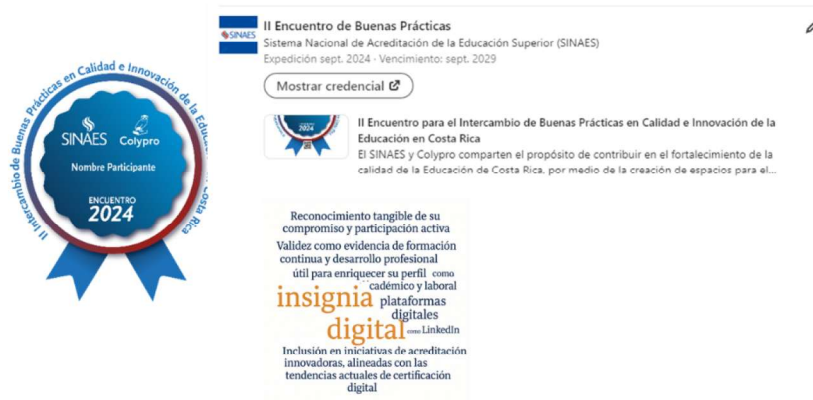 II Intercambio de Buenas Prácticas en Calidad e Innovación de la Educación Costa Rica
SINAES Colypro
Nombre Participante
ENCUENTRO
2024
SINAES
II Encuentro de Buenas Prácticas
Sistema Nacional de Acreditación de la Educación Superior (SINAES)
Expedición sept. 2024 · Vencimiento: sept. 2029
Mostrar credencial
2024
II Encuentro para el Intercambio de Buenas Prácticas en Calidad e Innovación de la
Educación en Costa Rica
El SINAES y Colypro comparten el propósito de contribuir en el fortalecimiento de la
calidad de la Educación de Costa Rica, por medio de la creación de espacios para el...
Reconocimiento tangible de su
compromiso y participación activa
Validez como evidencia de formación
continua y desarrollo profesional
útil para enriquecer su perfil como
cadémico y laboral
insignia plataformas
digitales
digital como LinkedIn
Inclusión en iniciativas de acreditación
innovadoras, alineadas con las
tendencias actuales de certificación
digital